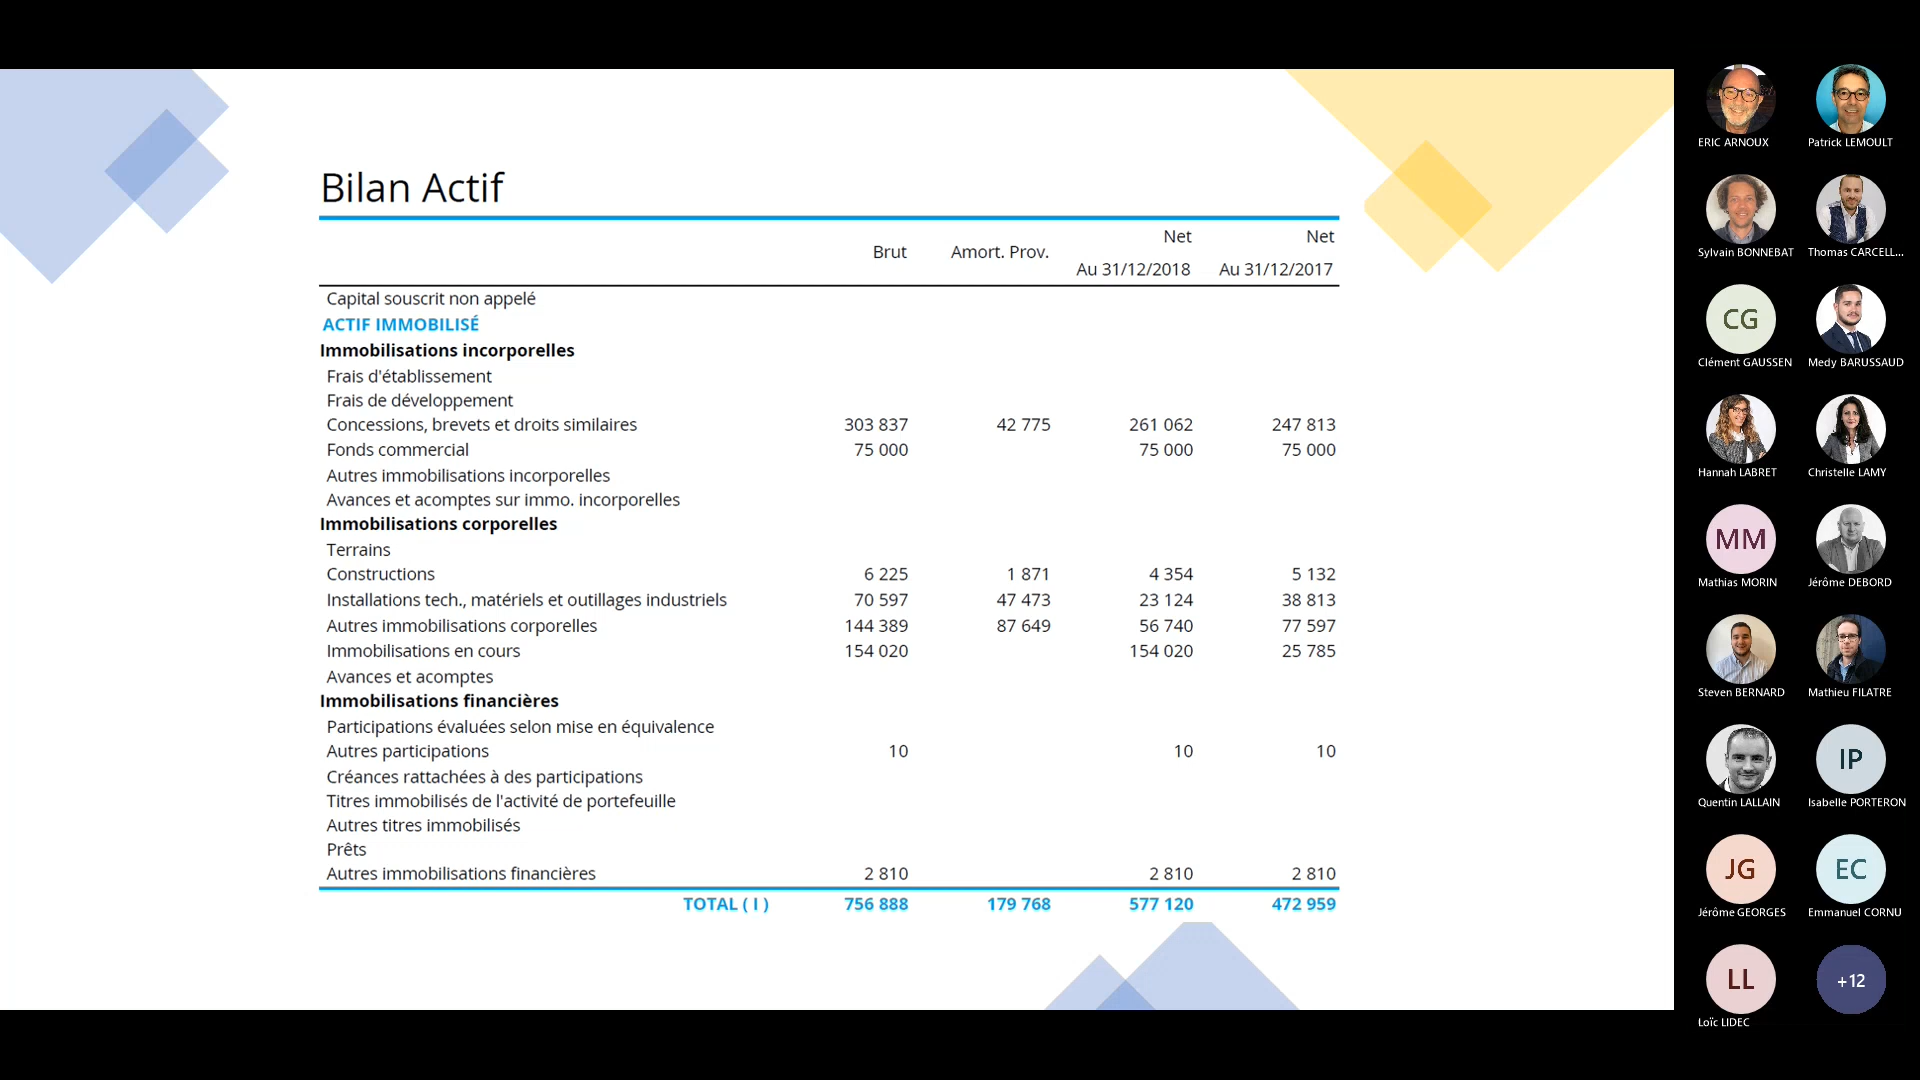 Bilan Actif
Brut Amort. Prov. Net Au 31/12/2018 Net Au 31/12/2017
Capital souscrit non appelé
ACTIF IMMOBILISÉ
Immobilisations incorporelles
Frais d'établissement
Frais de développement
Concessions, brevets et droits similaires 303 837 42 775 261 062 247 813
Fonds commercial 75 000 75 000 75 000
Autres immobilisations incorporelles
Avances et acomptes sur immo. incorporelles
Immobilisations corporelles
Terrains
Constructions 6 225 1 871 4 354 5 132
Installations tech., matériels et outillages industriels 70 597 47 473 23 124 38 813
Autres immobilisations corporelles 144 389 87 649 56 740 77 597
Immobilisations en cours 154 020 154 020 25 785
Avances et acomptes
Immobilisations financières
Participations évaluées selon mise en équivalence
Autres participations 10 10 10
Créances rattachées à des participations
Titres immobilisés de l'activité de portefeuille
Autres titres immobilisés
Prêts
Autres immobilisations financières 2 810 2 810 2 810
TOTAL ( I ) 756 888 179 768 577 120 472 959
ERIC ARNOUX Patrick LEMOULT
Sylvain BONNEBAT Thomas CARCELL...
CG
Clément GAUSSEN Medy BARUSSAUD
Hannah LABRET Christelle LAMY
MM
Mathias MORIN Jérôme DEBORD
Steven BERNARD Mathieu FILATRE
IP
Quentin LALLAIN Isabelle PORTERON
JG EC
Jérôme GEORGES Emmanuel CORNU
LL +12
Loïc LIDEC